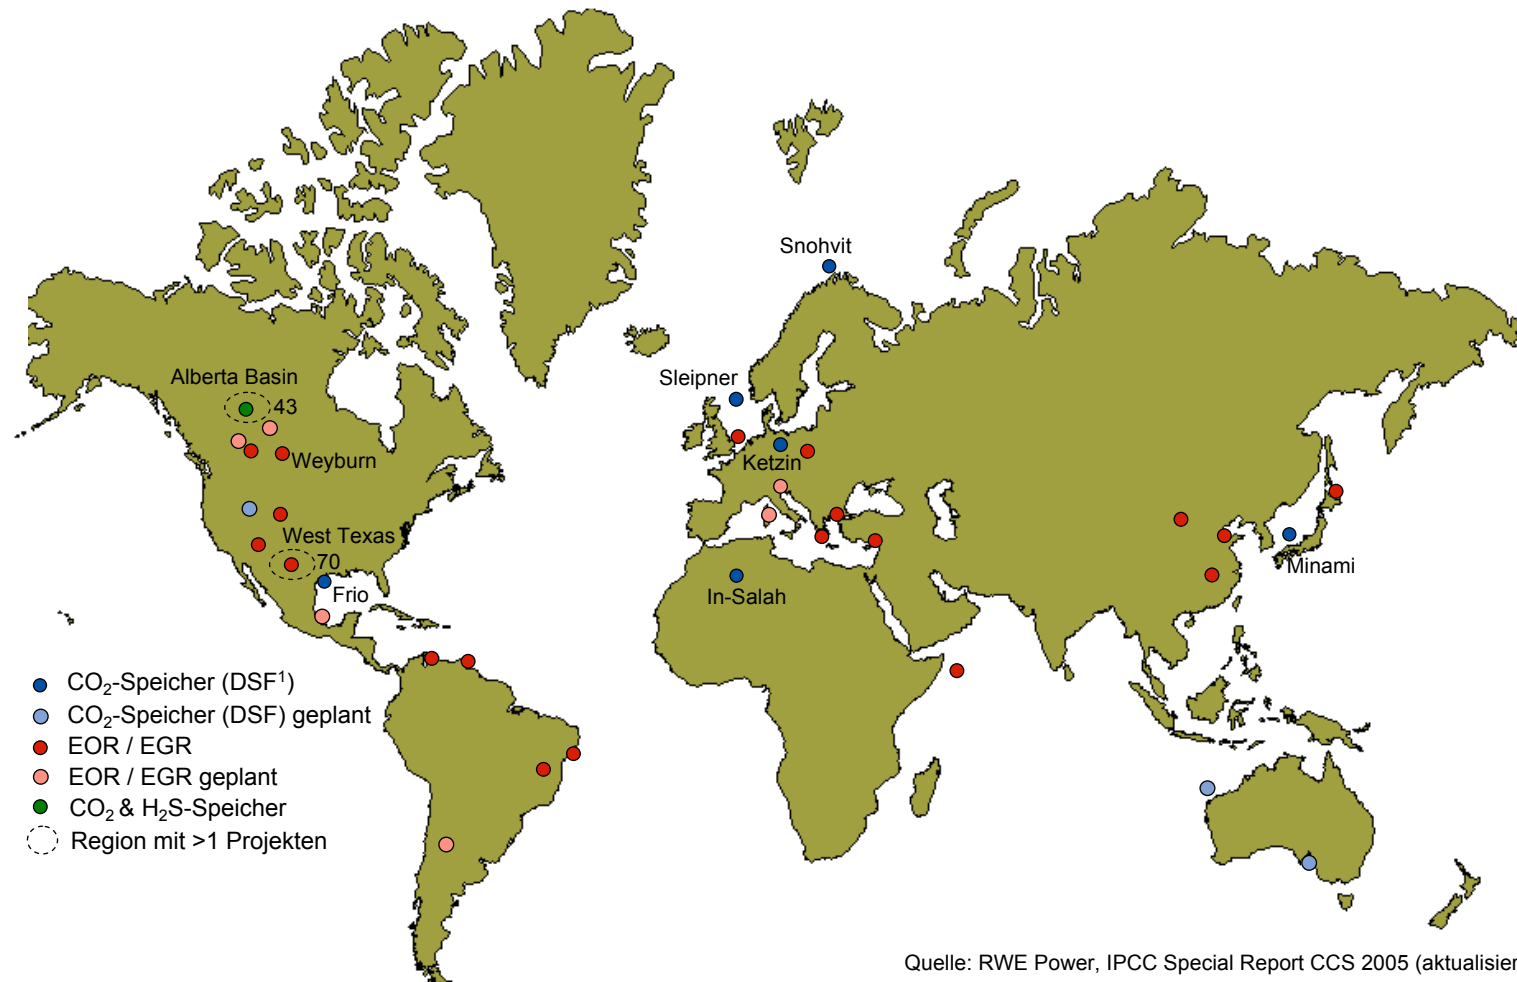 Snohvit
Sleipner
Alberta Basin
43
Weyburn
Ketzin
West Texas
70
Frio
In-Salah
Minami
CO₂-Speicher (DSF¹)
CO₂-Speicher (DSF) geplant
EOR / EGR
EOR / EGR geplant
CO₂ & H₂S-Speicher
Region mit >1 Projekten
Quelle: RWE Power, IPCC Special Report CCS 2005 (aktualisier